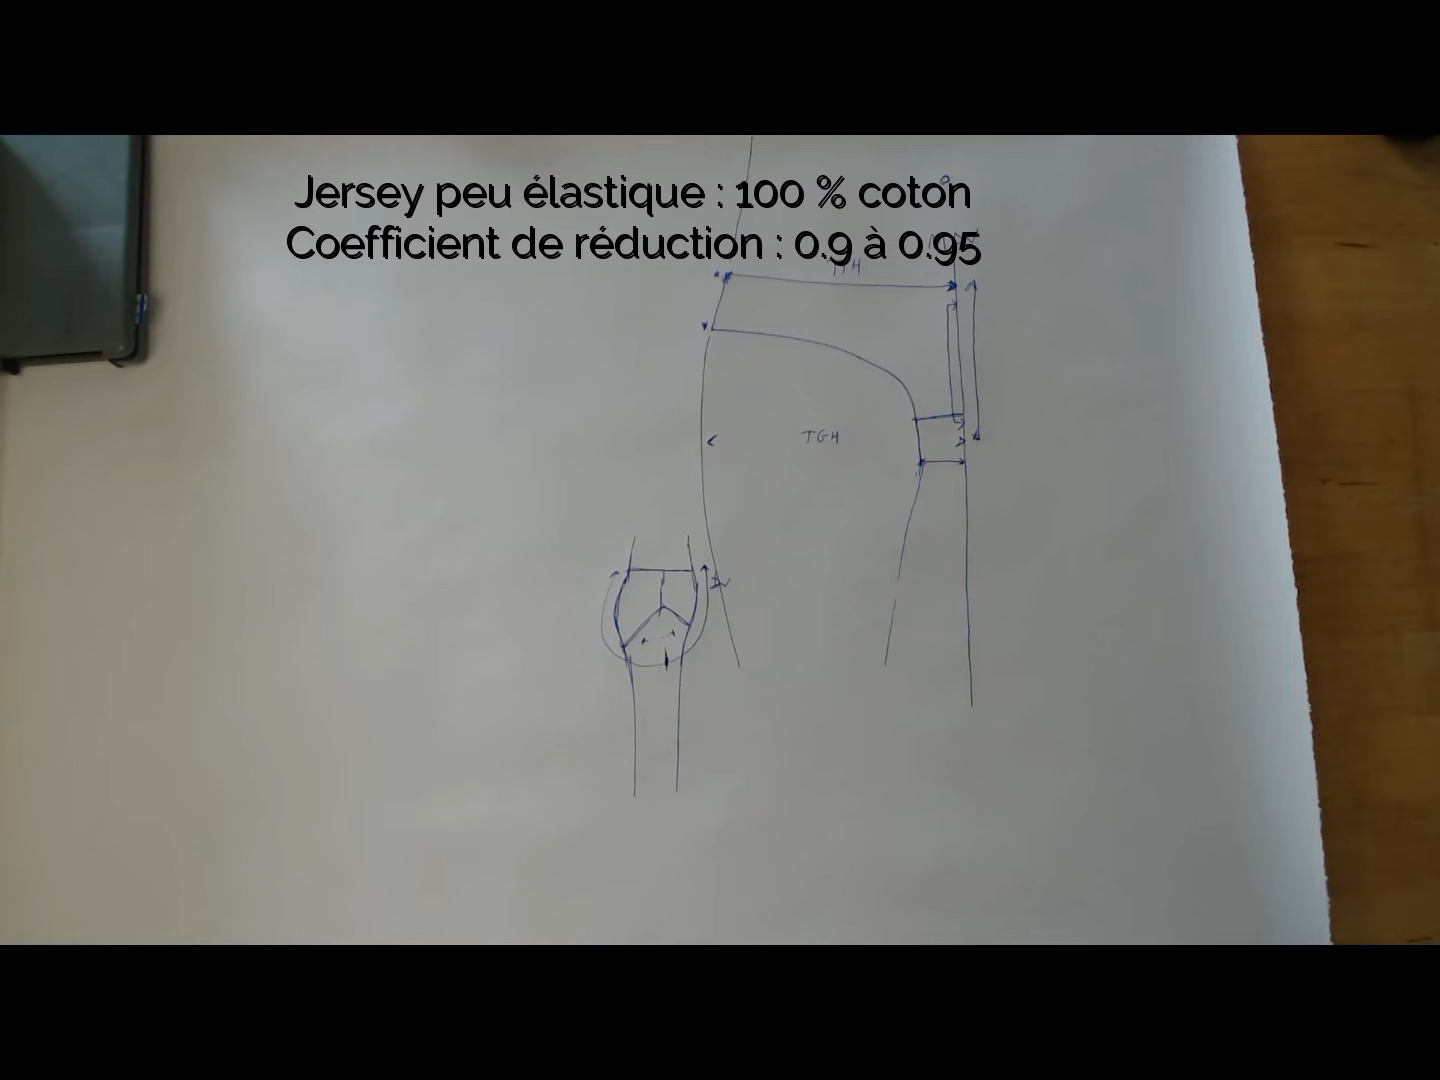 Jersey peu élastique : 100 % coton
Coefficient de réduction : 0.9 à 0.95
TGH